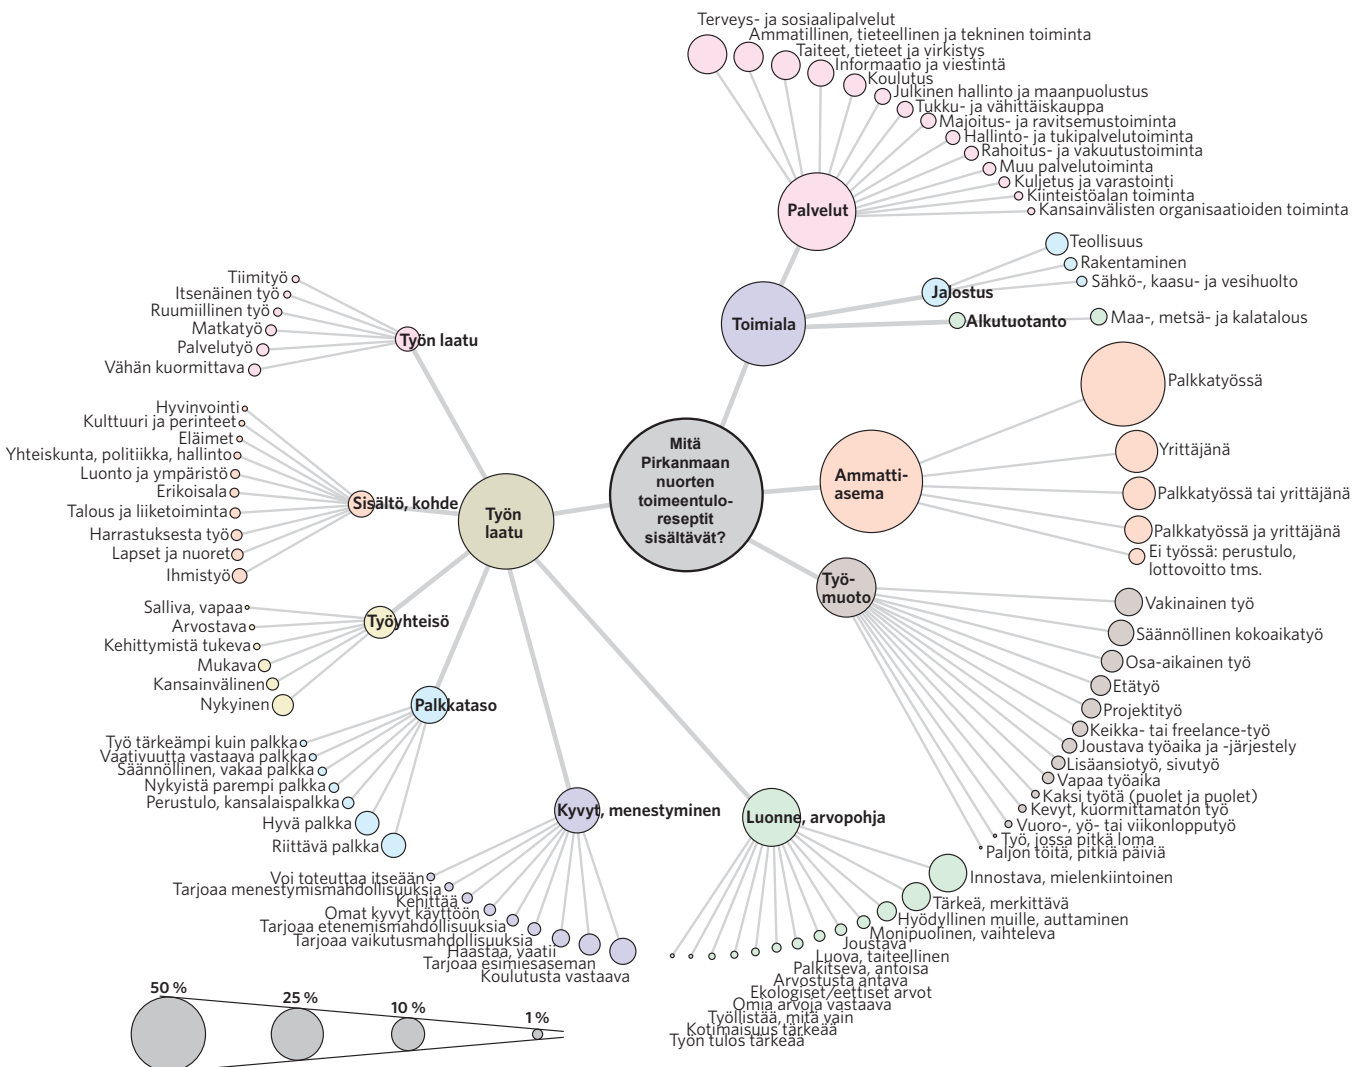 Terveys- ja sosiaalipalvelut
Ammatillinen, tieteellinen ja tekninen toiminta
Taiteet, tieteet ja virkistys
Informaatio ja viestintä
Koulutus
Julkinen hallinto ja maanpuolustus
Tukku- ja vähittäiskauppa
Majoitus- ja ravitsemustoiminta
Hallinto- ja tukipalvelutoiminta
Rahoitus- ja vakuutustoiminta
Muu palvelutoiminta
Kuljetus ja varastointi
Kiinteistöalan toiminta
Kansainvälisten organisaatioiden toiminta
Palvelut
Teollisuus
Rakentaminen
Sähkö-, kaasu- ja vesihuolto
Jalostus
Toimiala
Alkutuotanto
Maa-, metsä- ja kalatalous
Tiimityö
Itsenäinen työ
Ruumiillinen työ
Matkatyö
Palvelutyö
Vähän kuormittava
Työn laatu
Hyvinvointi
Kulttuuri ja perinteet
Eläimet
Yhteiskunta, politiikka, hallinto
Luonto ja ympäristö
Erikoisala
Talous ja liiketoiminta
Harrastuksesta työ
Lapset ja nuoret
Ihmistyö
Sisältö, kohde
Työn
laatu
Mitä
Pirkanmaan
nuorten
toimeentulo-
reseptit
sisältävät?
Ammatti-
asema
Palkkatyössä
Yrittäjänä
Palkkatyössä tai yrittäjänä
Palkkatyössä ja yrittäjänä
Ei työssä: perustulo,
lottovoitto tms.
Työ-
muoto
Vakinainen työ
Säännöllinen kokoaikatyö
Osa-aikainen työ
Etätyö
Projektityö
Keikka- tai freelance-työ
Joustava työaika ja -järjestely
Lisäansiotyö, sivutyö
Vapaa työaika
Kaksi työtä (puolet ja puolet)
Kevyt, kuormittamaton työ
Vuoro-, yö- tai viikonlopputyö
Työ, jossa pitkä loma
Paljon töitä, pitkiä päiviä
Salliva, vapaa
Arvostava
Kehittymistä tukeva
Mukava
Kansainvälinen
Nykyinen
Työyhteisö
Palkkataso
Työ tärkeämpi kuin palkka
Vaativuutta vastaava palkka
Säännöllinen, vakaa palkka
Nykyistä parempi palkka
Perustulo, kansalaispalkka
Hyvä palkka
Riittävä palkka
Kyvyt, menestyminen
Voi toteuttaa itseään
Tarjoaa menestymismahdollisuuksia
Kehittää
Omat kyvyt käyttöön
Tarjoaa etenemismahdollisuuksia
Tarjoaa vaikutusmahdollisuuksia
Haastaa, vaatii
Tarjoaa esimiesaseman
Koulutusta vastaava
Luonne, arvopohja
Innostava, mielenkiintoinen
Tärkeä, merkittävä
Hyödyllinen muille, auttaminen
Monipuolinen, vaihteleva
Joustava
Luova, taiteellinen
Palkitseva, antoisa
Arvostusta antava
Ekologiset/eettiset arvot
Omia arvoja vastaava
Työllistää, mitä vain
Kotimaisuus tärkeää
Työn tulos tärkeää
50 %
25 %
10 %
1 %